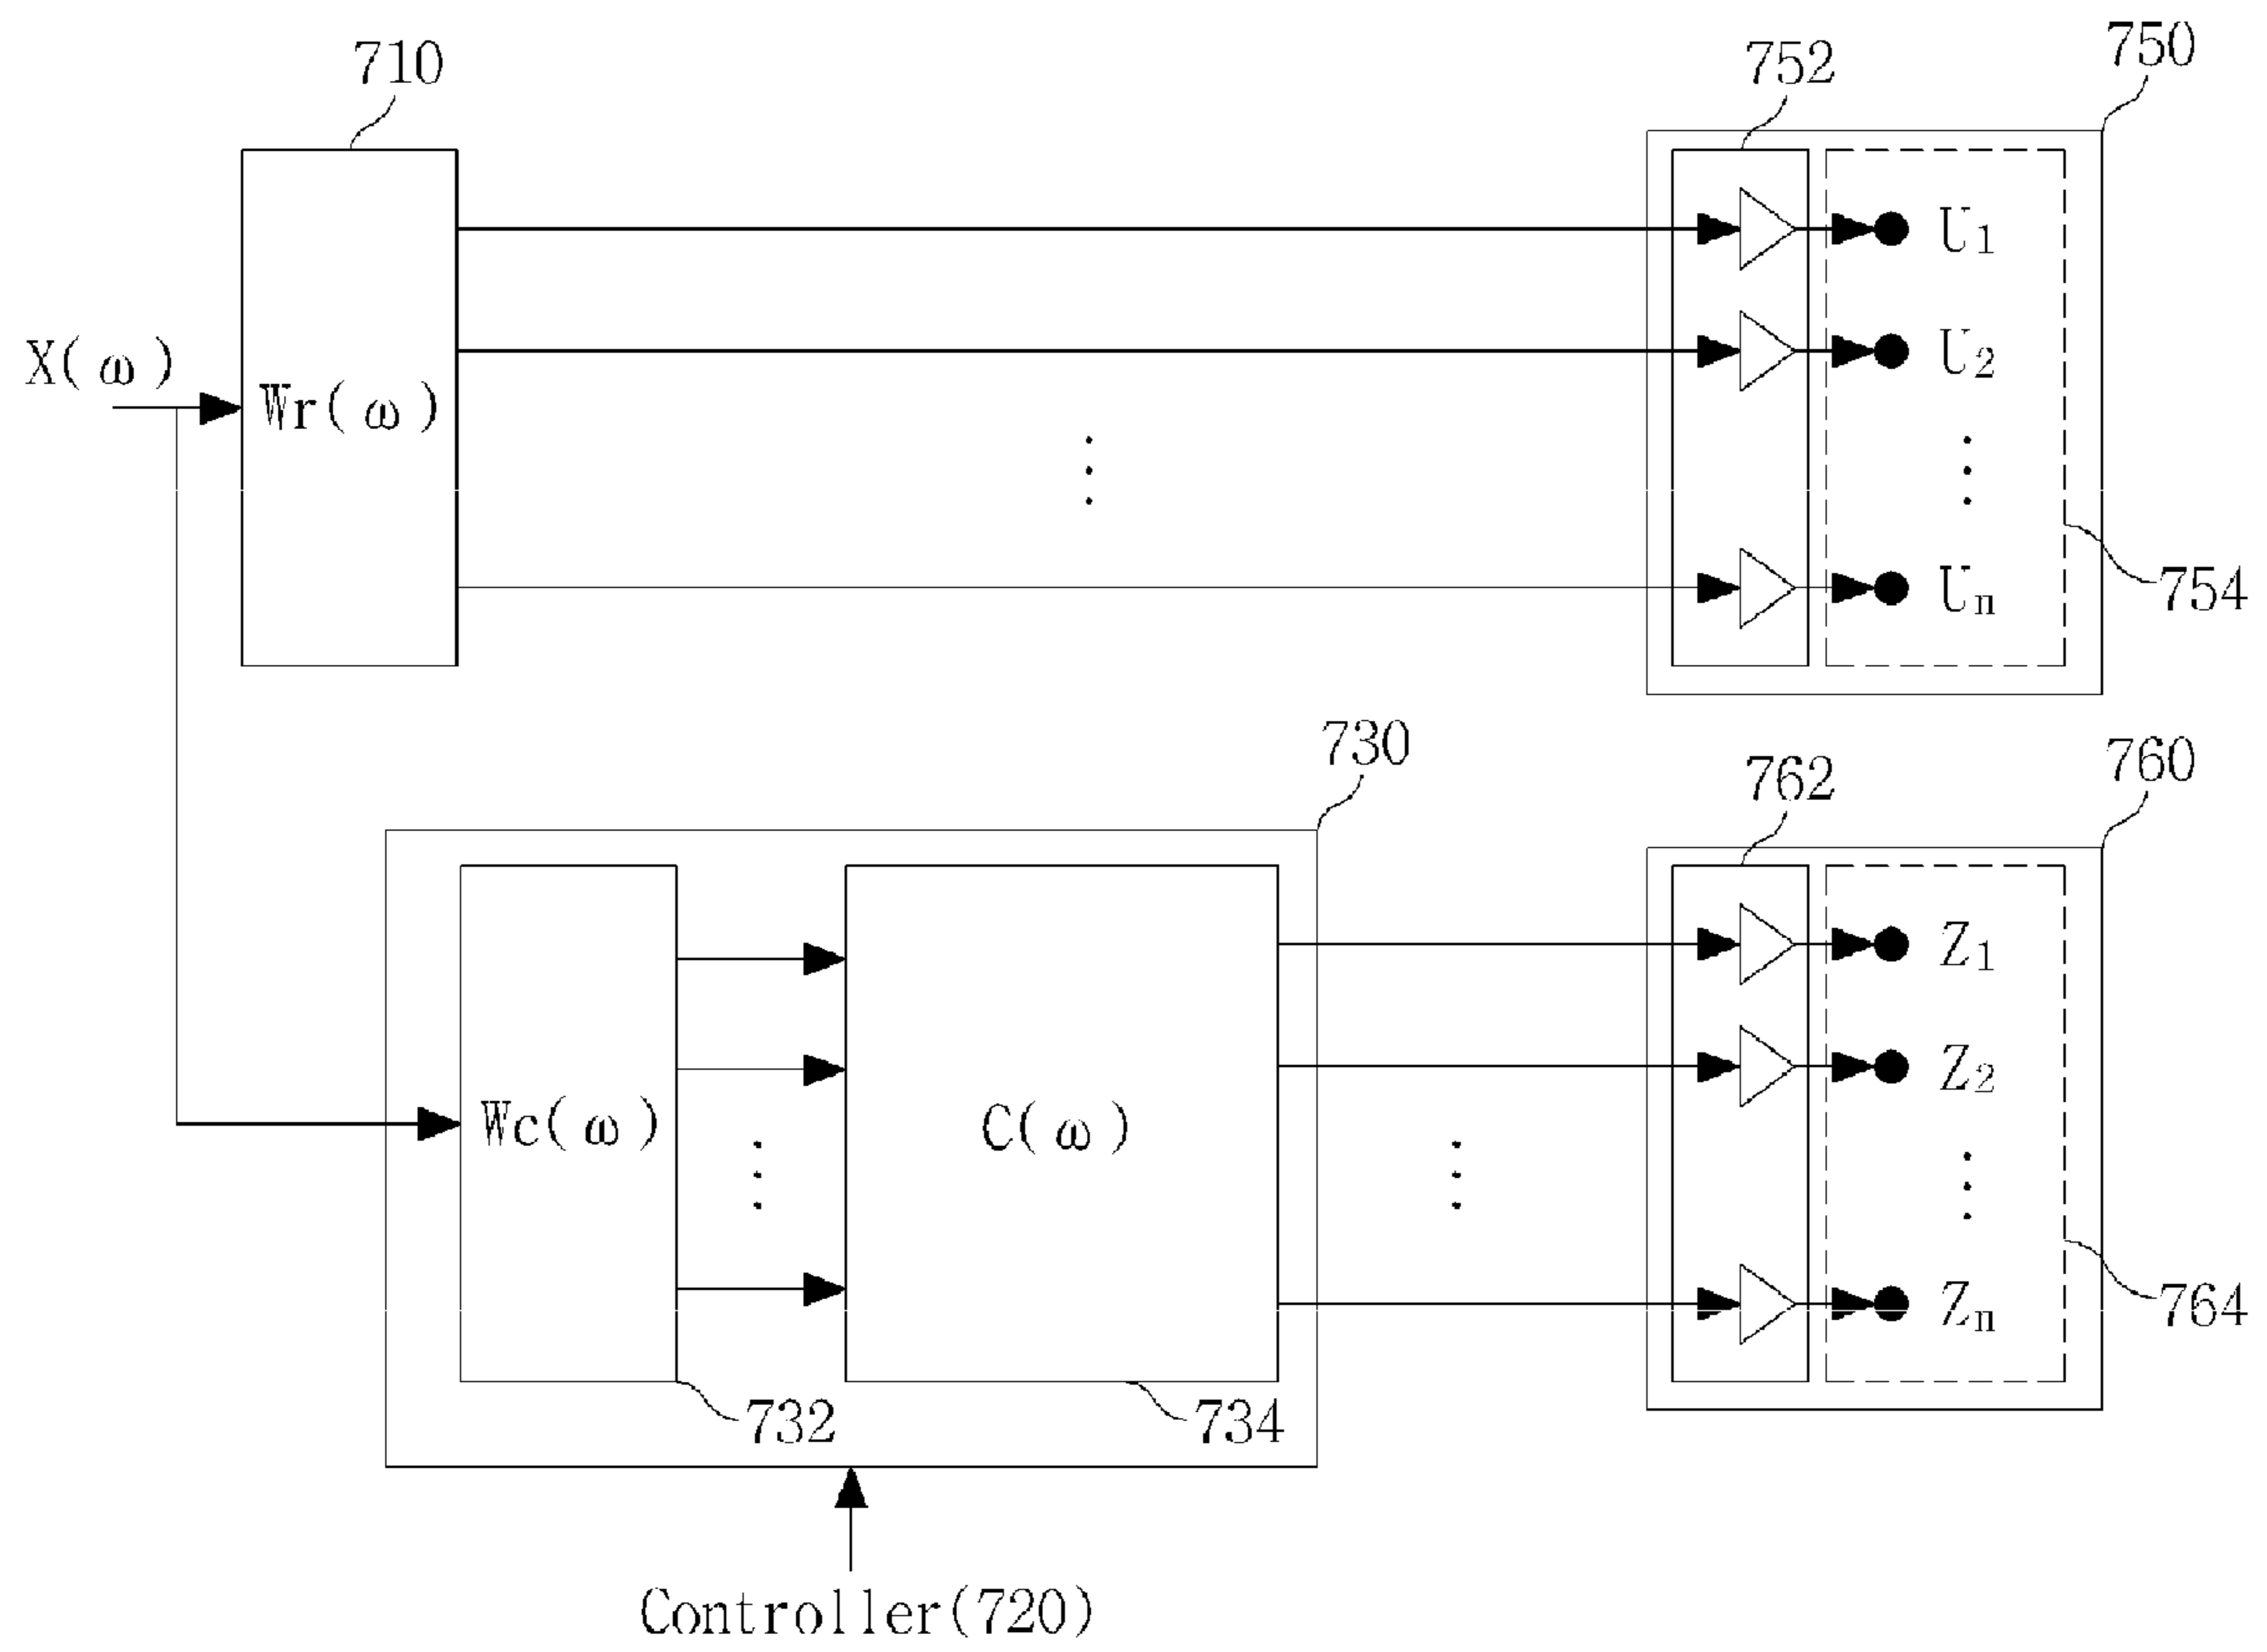 710
752
750
X(ω)
Wr(ω)
U1
U2
Un
754
730
762
760
Wc(ω)
C(ω)
Z1
Z2
Zn
764
732
734
Controller(720)